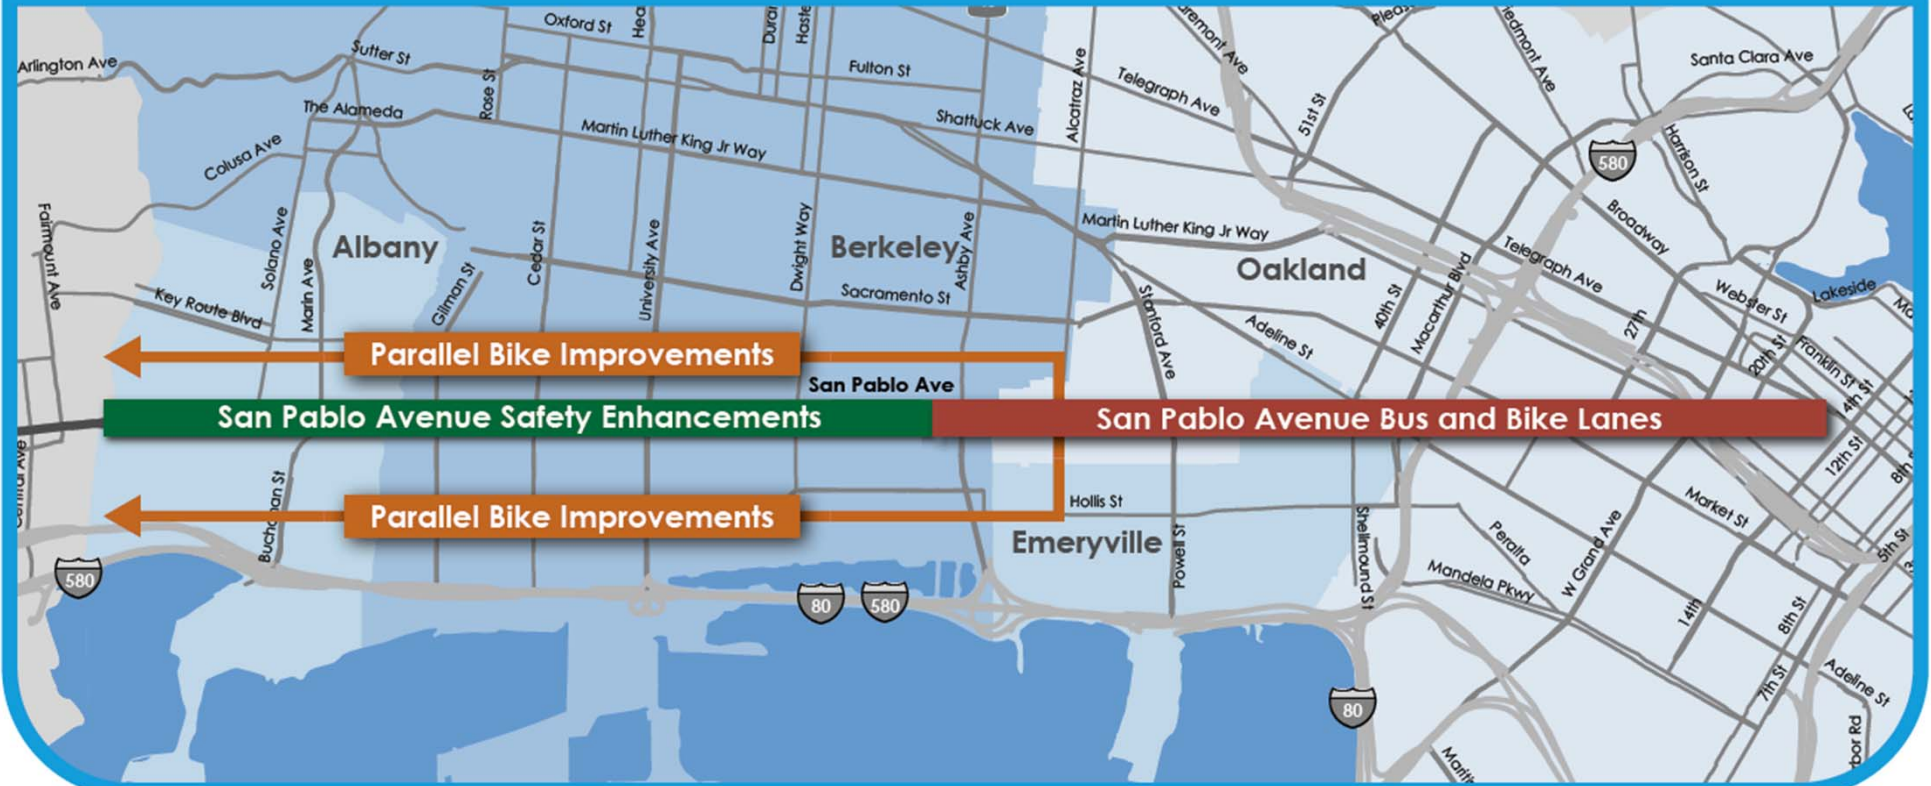 Oxford St
Arlington Ave
Sutter St
Rose St
Fulton St
Alcatraz Ave
Telegraph Ave
51st St
Santa Clara Ave
The Alameda
Martin Luther King Jr Way
Shattuck Ave
Colusa Ave
Harrison St
580
Fairmount Ave
Solano Ave
Albany
Cedar St
University Ave
Dwight Way
Berkeley
Ashby Ave
Martin Luther King Jr Way
Oakland
Broadway
Telegraph Ave
Key Route Blvd
Marin Ave
Gilman St
Sacramento St
Stanford Ave
Adeline St
40th St
Macarthur Blvd
27th
Webster St
Lakeside
20th St
Franklin St
14th St
Parallel Bike Improvements
San Pablo Ave
San Pablo Avenue Safety Enhancements
San Pablo Avenue Bus and Bike Lanes
12th St
Buchanan St
Parallel Bike Improvements
Hollis St
Emeryville
Powell St
Shellmound St
Peralta
Mandela Pkwy
W Grand Ave
Market St
5th St
580
80
580
14th
8th St
7th St
Adeline St
80